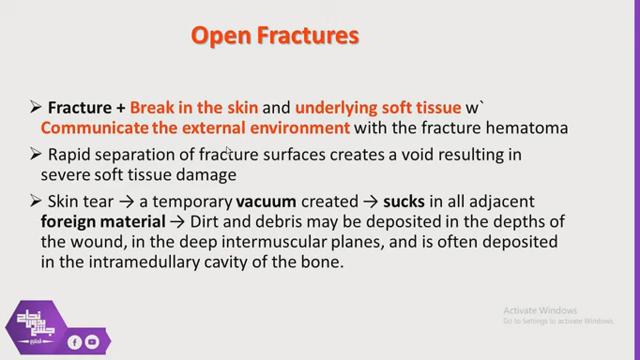 Open Fractures
➢ Fracture + Break in the skin and underlying soft tissue w`
Communicate the external environment with the fracture hematoma
➢ Rapid separation of fracture surfaces creates a void resulting in
severe soft tissue damage
➢ Skin tear → a temporary vacuum created → sucks in all adjacent
foreign material → Dirt and debris may be deposited in the depths of
the wound, in the deep intermuscular planes, and is often deposited
in the intramedullary cavity of the bone.
Activate Windows
Go to Settings to activate Windows.